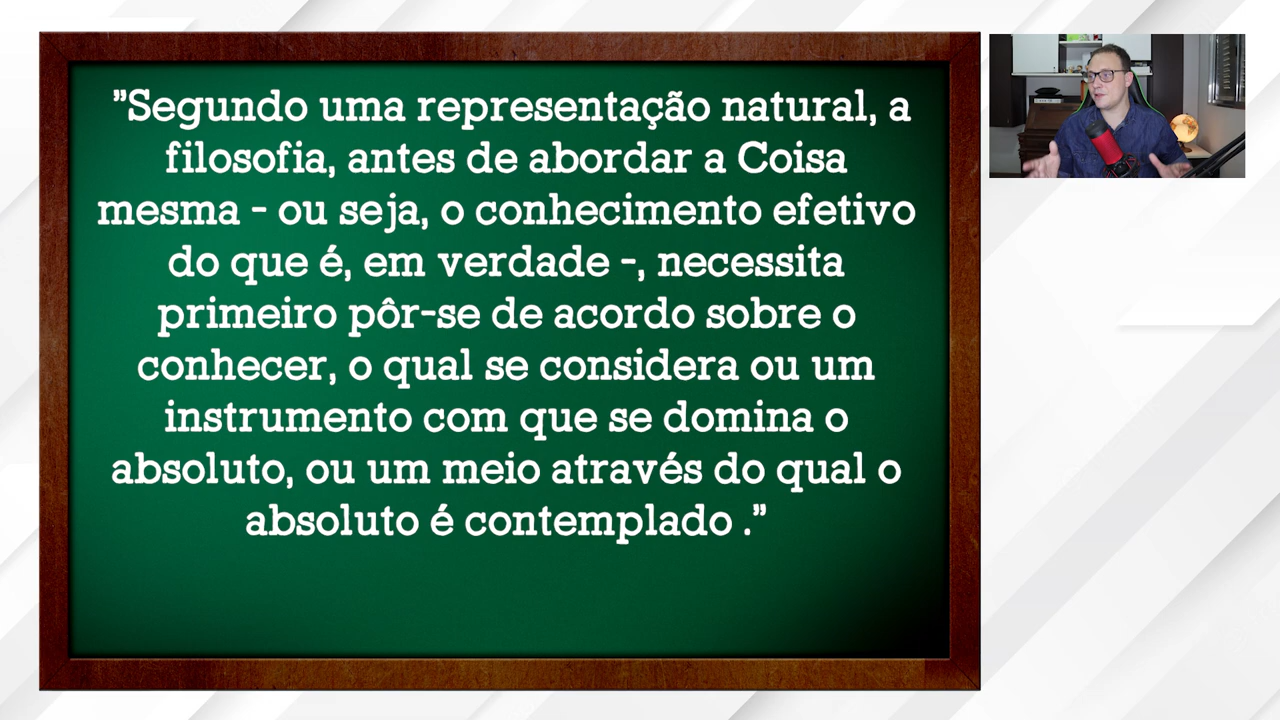 ”Segundo uma representação natural, a
filosofia, antes de abordar a Coisa
mesma - ou seja, o conhecimento efetivo
do que é, em verdade -, necessita
primeiro pôr-se de acordo sobre o
conhecer, o qual se considera ou um
instrumento com que se domina o
absoluto, ou um meio através do qual o
absoluto é contemplado .”